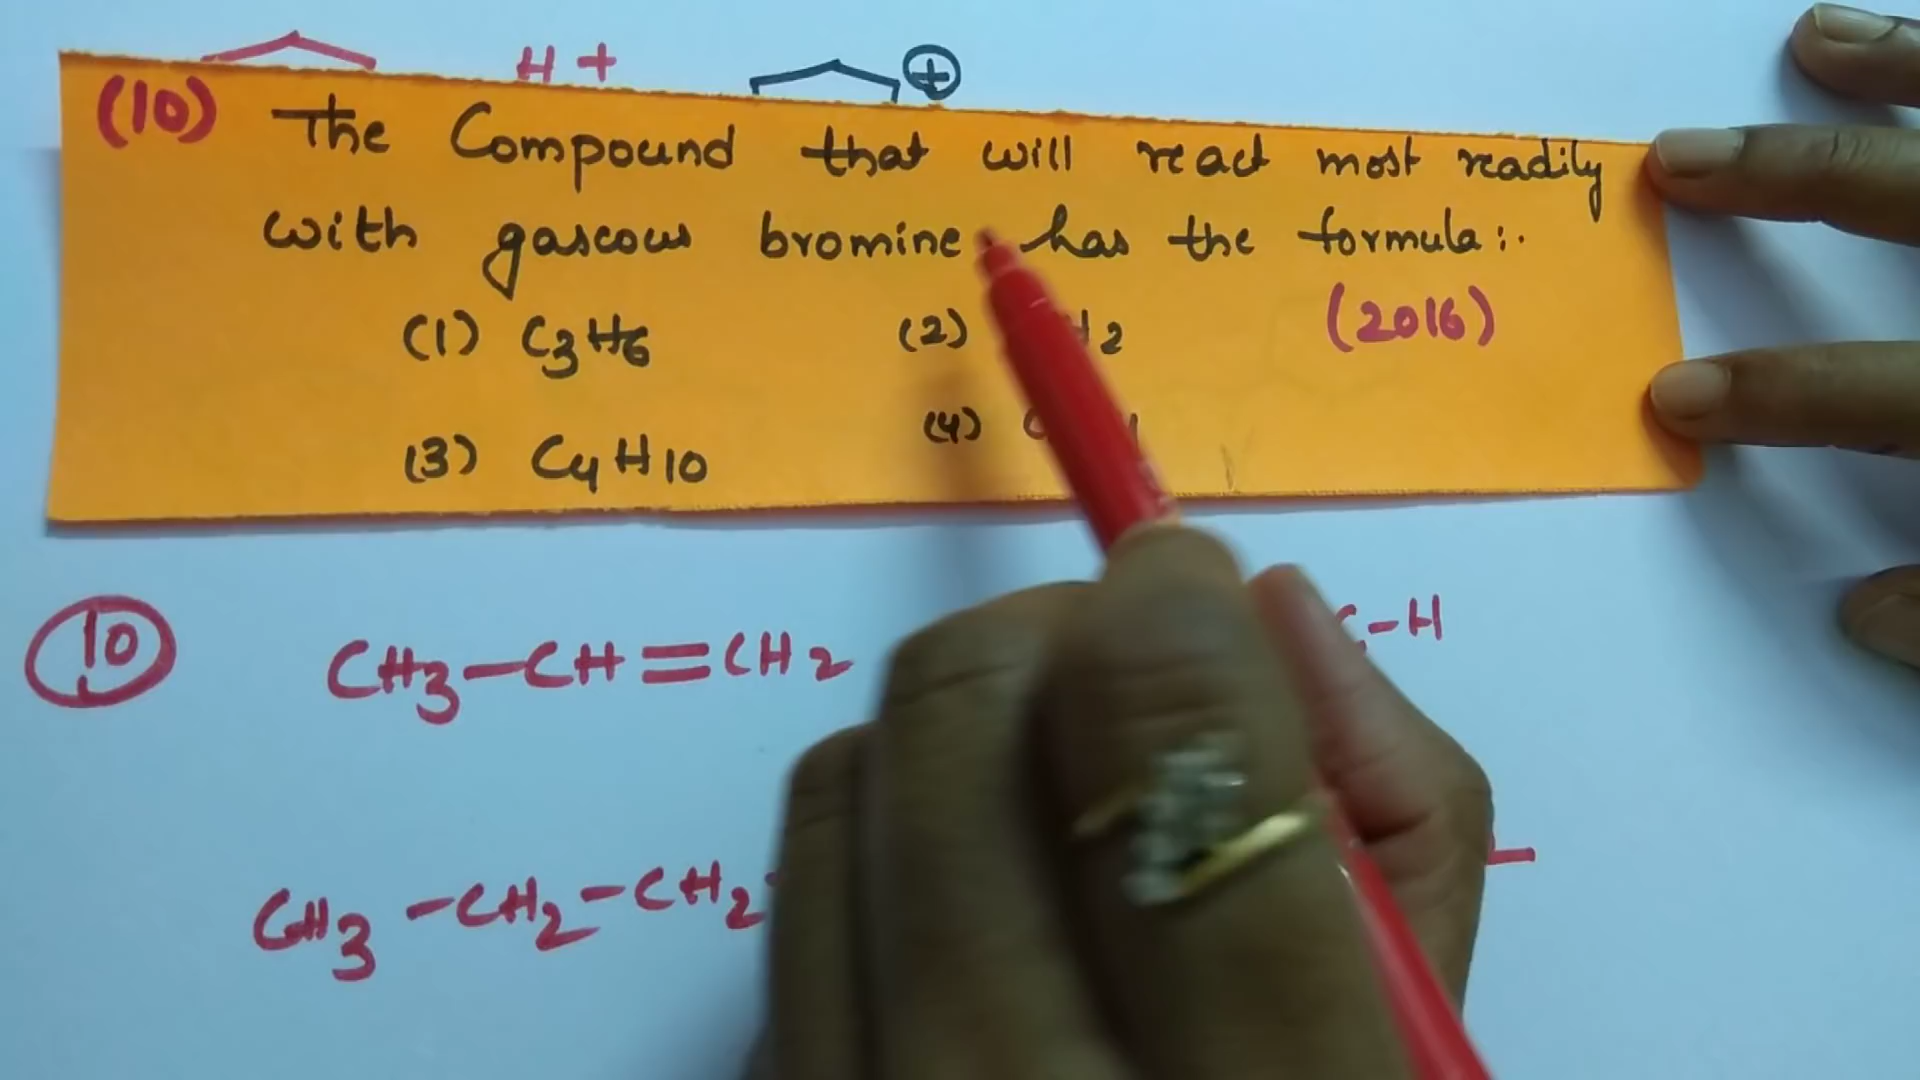 H+
+
(10) The Compound that will react most readily
with gaseous bromine has the formula:.
(1) C3H6 (2) H2 (2016)
(3) C4H10 (4)
10 CH3-CH=CH2 C-H
CH3-CH2-CH2